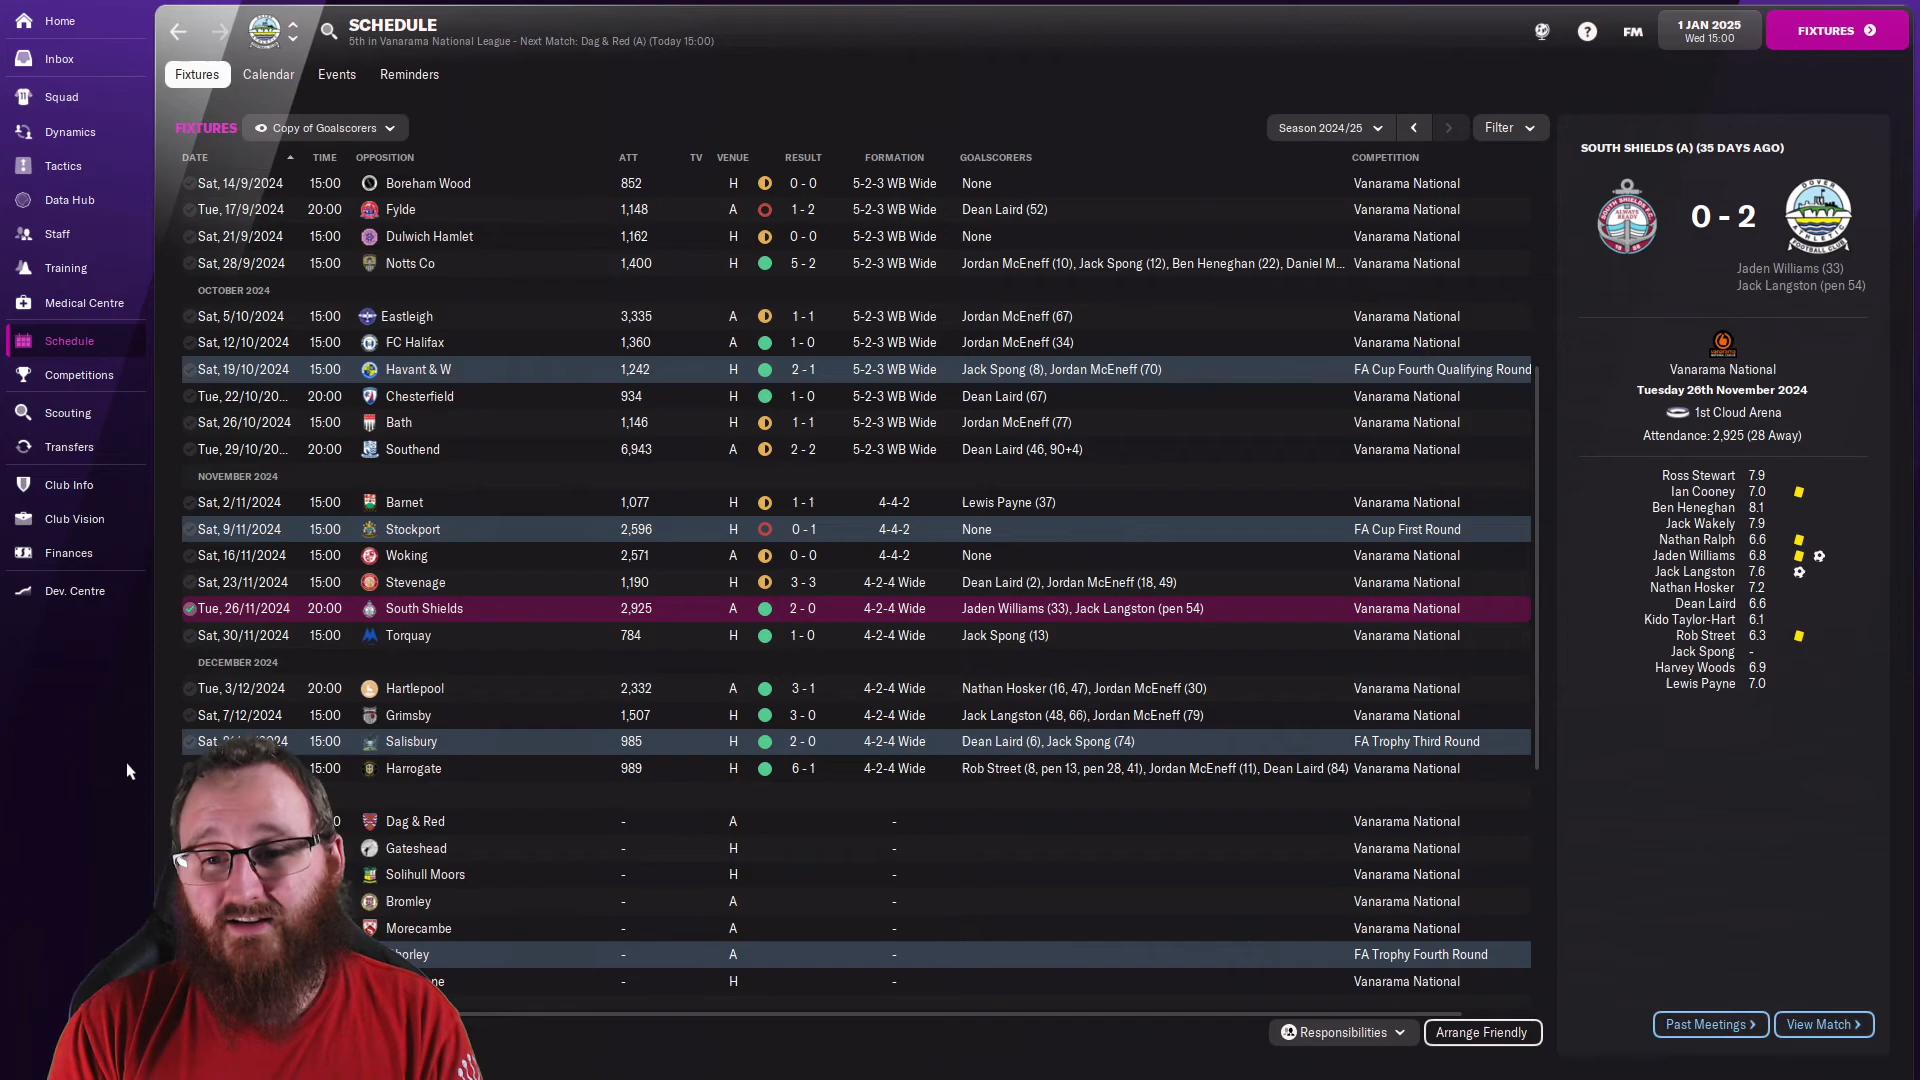 Home
Inbox
Squad
Dynamics
Tactics
Data Hub
Staff
Training
Medical Centre
Schedule
Competitions
Scouting
Transfers
Club Info
Club Vision
Finances
Dev. Centre
SCHEDULE
5th in Vanarama National League - Next Match: Dag & Red (A) (Today 15:00)
FM
1 JAN 2025
Wed 15:00
FIXTURES
Fixtures Calendar Events Reminders
FIXTURES Copy of Goalscorers Season 2024/25 Filter
DATE TIME OPPOSITION ATT TV VENUE RESULT FORMATION GOALSCORERS COMPETITION
Sat, 14/9/2024 15:00 Boreham Wood 852 H 0 - 0 5-2-3 WB Wide None Vanarama National
Tue, 17/9/2024 20:00 Fylde 1,148 A 1 - 2 5-2-3 WB Wide Dean Laird (52) Vanarama National
Sat, 21/9/2024 15:00 Dulwich Hamlet 1,162 H 0 - 0 5-2-3 WB Wide None Vanarama National
Sat, 28/9/2024 15:00 Notts Co 1,400 H 5 - 2 5-2-3 WB Wide Jordan McEneff (10), Jack Spong (12), Ben Heneghan (22), Daniel M... Vanarama National
OCTOBER 2024
Sat, 5/10/2024 15:00 Eastleigh 3,335 A 1 - 1 5-2-3 WB Wide Jordan McEneff (67) Vanarama National
Sat, 12/10/2024 15:00 FC Halifax 1,360 A 1 - 0 5-2-3 WB Wide Jordan McEneff (34) Vanarama National
Sat, 19/10/2024 15:00 Havant & W 1,242 H 2 - 1 5-2-3 WB Wide Jack Spong (8), Jordan McEneff (70) FA Cup Fourth Qualifying Round
Tue, 22/10/20... 20:00 Chesterfield 934 H 1 - 0 5-2-3 WB Wide Dean Laird (67) Vanarama National
Sat, 26/10/2024 15:00 Bath 1,146 H 1 - 1 5-2-3 WB Wide Jordan McEneff (77) Vanarama National
Tue, 29/10/20... 20:00 Southend 6,943 A 2 - 2 5-2-3 WB Wide Dean Laird (46, 90+4) Vanarama National
NOVEMBER 2024
Sat, 2/11/2024 15:00 Barnet 1,077 H 1 - 1 4-4-2 Lewis Payne (37) Vanarama National
Sat, 9/11/2024 15:00 Stockport 2,596 H 0 - 1 4-4-2 None FA Cup First Round
Sat, 16/11/2024 15:00 Woking 2,571 A 0 - 0 4-4-2 None Vanarama National
Sat, 23/11/2024 15:00 Stevenage 1,190 H 3 - 3 4-2-4 Wide Dean Laird (2), Jordan McEneff (18, 49) Vanarama National
Tue, 26/11/2024 20:00 South Shields 2,925 A 2 - 0 4-2-4 Wide Jaden Williams (33), Jack Langston (pen 54) Vanarama National
Sat, 30/11/2024 15:00 Torquay 784 H 1 - 0 4-2-4 Wide Jack Spong (13) Vanarama National
DECEMBER 2024
Tue, 3/12/2024 20:00 Hartlepool 2,332 A 3 - 1 4-2-4 Wide Nathan Hosker (16, 47), Jordan McEneff (30) Vanarama National
Sat, 7/12/2024 15:00 Grimsby 1,507 H 3 - 0 4-2-4 Wide Jack Langston (48, 66), Jordan McEneff (79) Vanarama National
Sat, 15:00 Salisbury 985 H 2 - 0 4-2-4 Wide Dean Laird (6), Jack Spong (74) FA Trophy Third Round
15:00 Harrogate 989 H 6 - 1 4-2-4 Wide Rob Street (8, pen 13, pen 28, 41), Jordan McEneff (11), Dean Laird (84) Vanarama National
Dag & Red - A - Vanarama National
Gateshead - H - Vanarama National
Solihull Moors - H - Vanarama National
Bromley - A - Vanarama National
Morecambe - A - Vanarama National
horley - A - FA Trophy Fourth Round
ne - H - Vanarama National
Responsibilities Arrange Friendly
SOUTH SHIELDS (A) (35 DAYS AGO)
SOUTH SHIELDS F.C.
ALWAYS READY
0 - 2
DOVER ATHLETIC
FOOTBALL CLUB
Jaden Williams (33)
Jack Langston (pen 54)
Vanarama National
Tuesday 26th November 2024
1st Cloud Arena
Attendance: 2,925 (28 Away)
Ross Stewart 7.9
Ian Cooney 7.0
Ben Heneghan 8.1
Jack Wakely 7.9
Nathan Ralph 6.6
Jaden Williams 6.8
Jack Langston 7.6
Nathan Hosker 7.2
Dean Laird 6.6
Kido Taylor-Hart 6.1
Rob Street 6.3
Jack Spong -
Harvey Woods 6.9
Lewis Payne 7.0
Past Meetings View Match